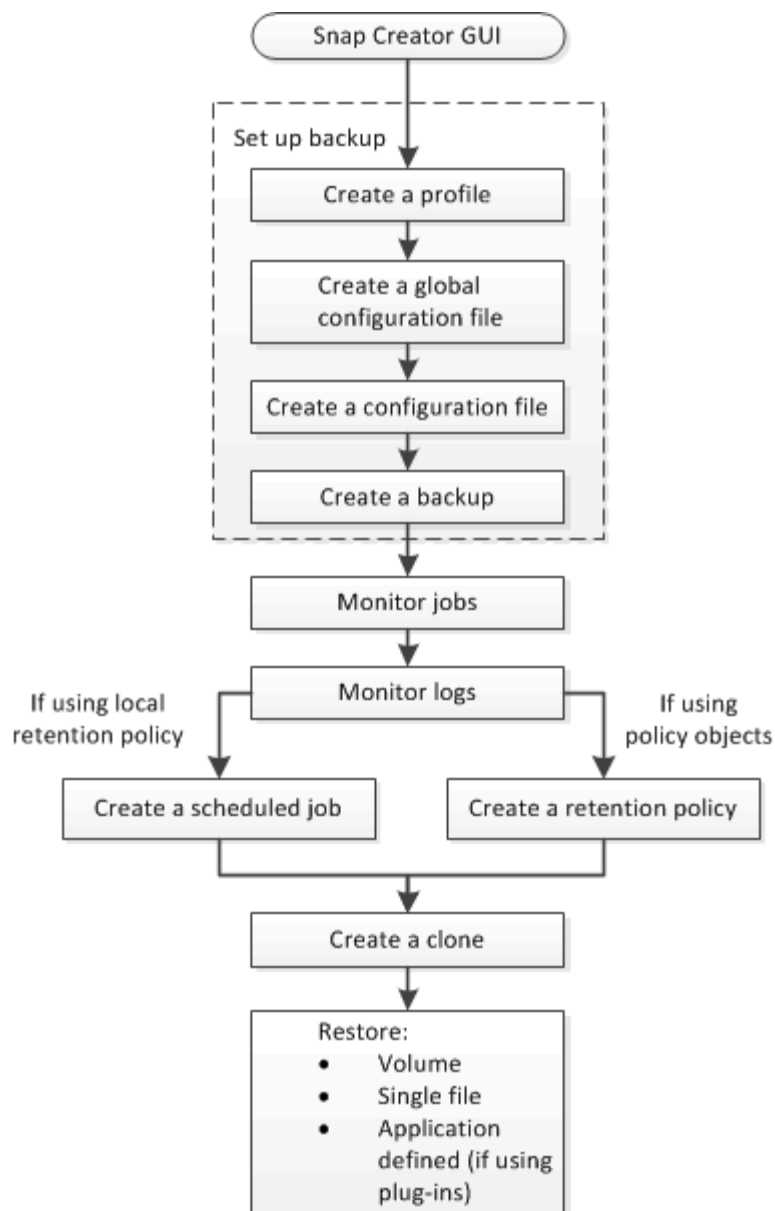 Snap Creator GUI
Set up backup
Create a profile
Create a global
configuration file
Create a configuration file
Create a backup
Monitor jobs
Monitor logs
If using local
retention policy
If using
policy objects
Create a scheduled job
Create a retention policy
Create a clone
Restore:
• Volume
• Single file
• Application
defined (if using
plug-ins)